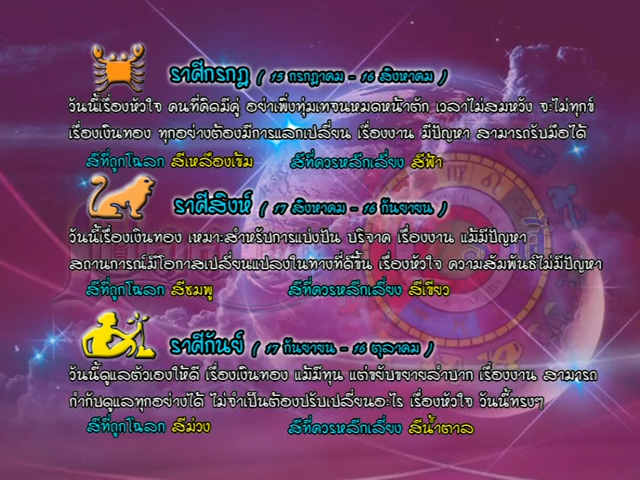 ราศีกรกฎ ( 15 กรกฎาคม - 16 สิงหาคม )
วันนี้เรื่องหัวใจ คนที่คิดมีคู่ อย่าเพิ่งทุ่มเทจนหมดหน้าตัก เวลาไม่สมหวัง จะไม่ทุกข์
เรื่องเงินทอง ทุกอย่างต้องมีการแลกเปลี่ยน เรื่องงาน มีปัญหา สามารถรับมือได้
สีที่ถูกโฉลก สีเหลืองเข้ม สีที่ควรหลีกเลี่ยง สีฟ้า
ราศีสิงห์ ( 17 สิงหาคม - 16 กันยายน )
วันนี้เรื่องเงินทอง เหมาะสำหรับการแบ่งปัน บริจาค เรื่องงาน แม้มีปัญหา
สถานการณ์มีโอกาสเปลี่ยนแปลงในทางที่ดีขึ้น เรื่องหัวใจ ความสัมพันธ์ไม่มีปัญหา
สีที่ถูกโฉลก สีชมพู สีที่ควรหลีกเลี่ยง สีเขียว
ราศีกันย์ ( 17 กันยายน - 16 ตุลาคม )
วันนี้ดูแลตัวเองให้ดี เรื่องเงินทอง แม้มีทุน แต่ขยับขยายลำบาก เรื่องงาน สามารถ
กำกับดูแลทุกอย่างได้ ไม่จำเป็นต้องปรับเปลี่ยนอะไร เรื่องหัวใจ วันนี้ทรงๆ
สีที่ถูกโฉลก สีม่วง สีที่ควรหลีกเลี่ยง สีน้ำตาล